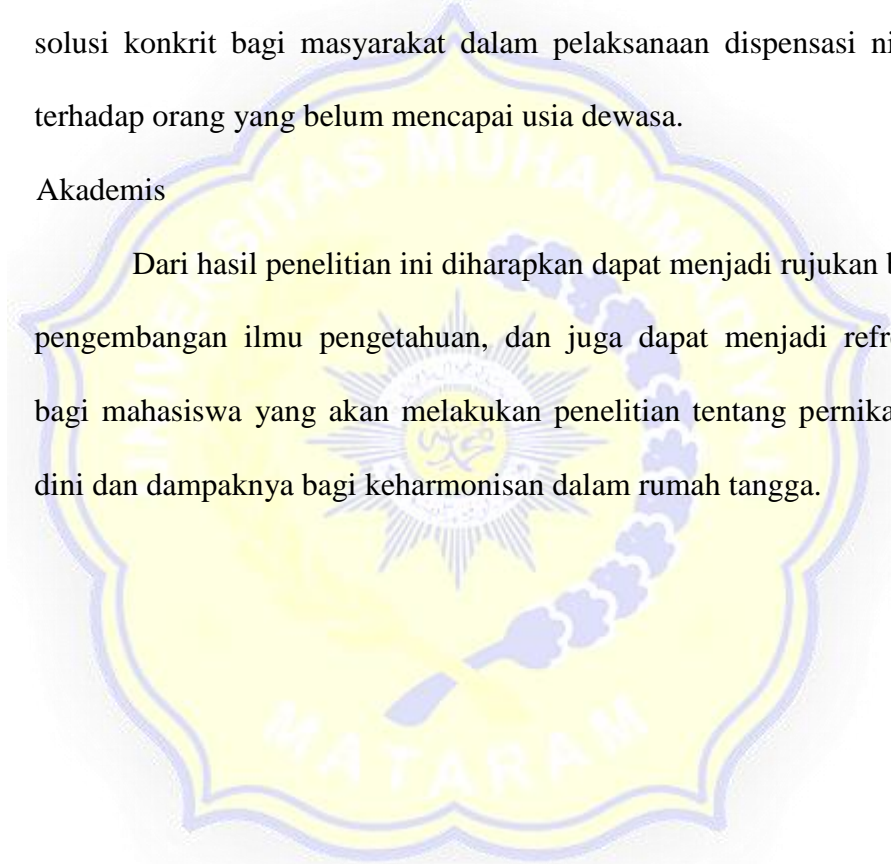 solusi konkrit bagi masyarakat dalam pelaksanaan dispensasi
terhadap orang yang belum mencapai usia dewasa.
Akademis
Dari hasil penelitian ini diharapkan dapat menjadi rujukan
pengembangan ilmu pengetahuan, dan juga dapat menjadi
bagi mahasiswa yang akan melakukan penelitian tentang
dini dan dampaknya bagi keharmonisan dalam rumah tangga.
UNIVERSITAS MUHAMMADIYAH
MATARAM